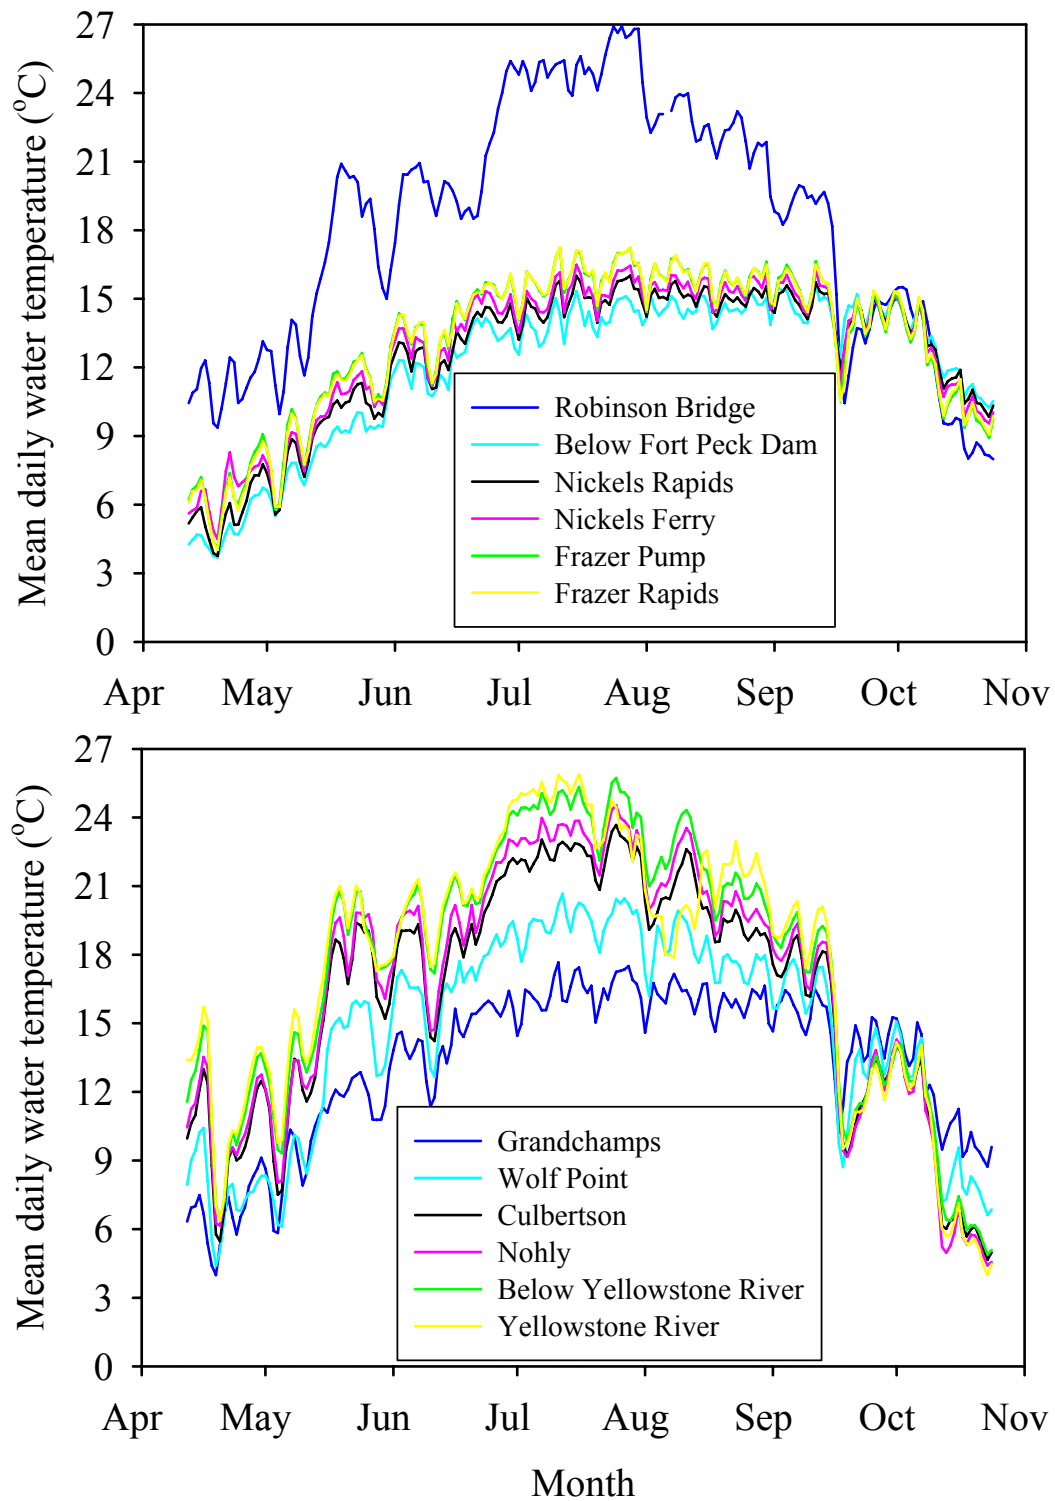 27
24
21
18
15
12
9
6
3
0
Mean daily water temperature (°C)
Robinson Bridge
Below Fort Peck Dam
Nickels Rapids
Nickels Ferry
Frazer Pump
Frazer Rapids
Apr May Jun Jul Aug Sep Oct Nov
27
24
21
18
15
12
9
6
3
0
Mean daily water temperature (°C)
Grandchamps
Wolf Point
Culbertson
Nohly
Below Yellowstone River
Yellowstone River
Apr May Jun Jul Aug Sep Oct Nov
Month